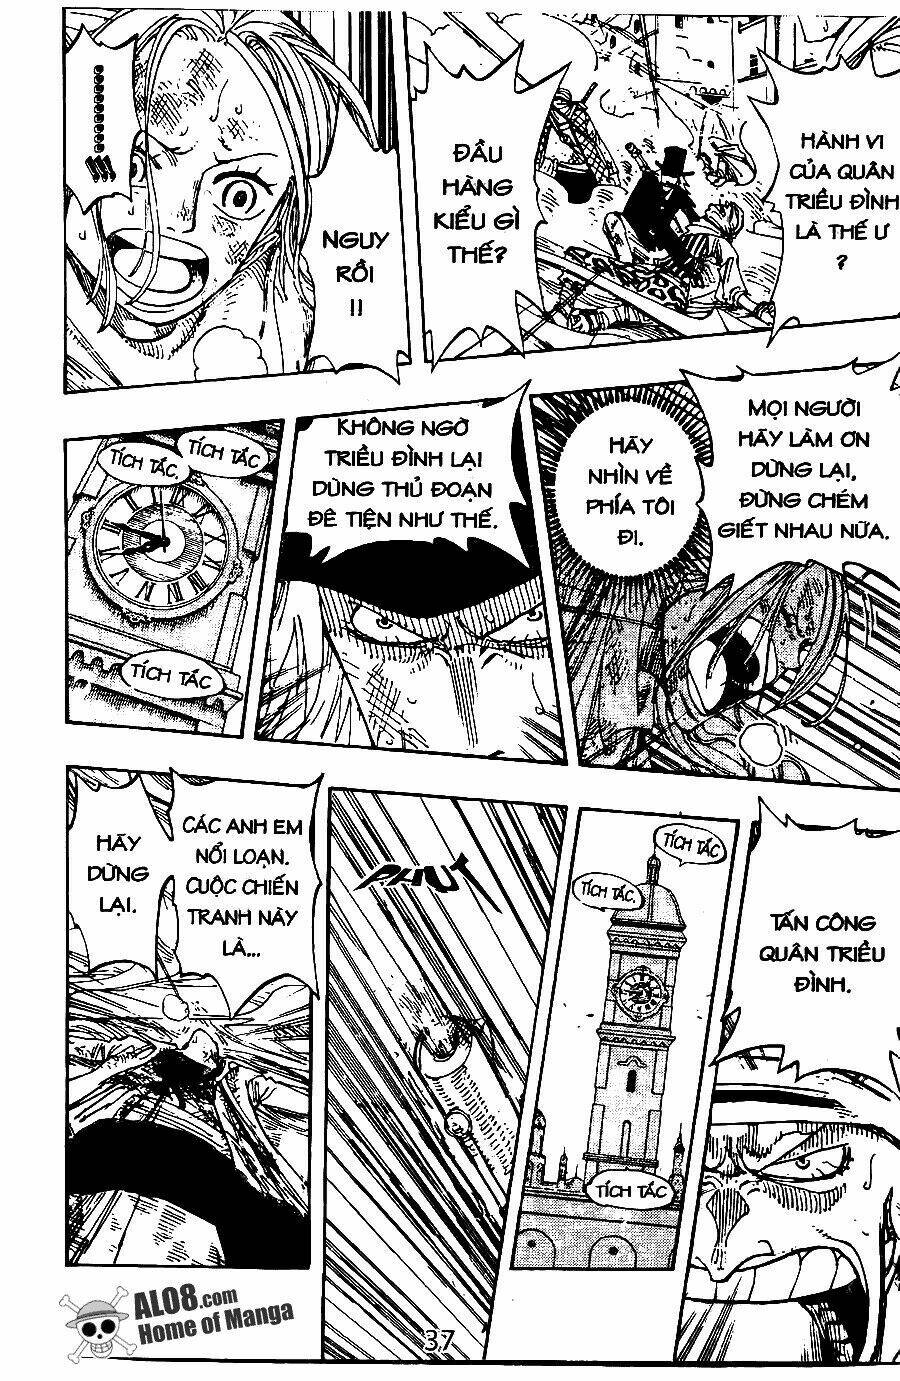 HÀNH VI
CỦA QUÂN
TRIỀU ĐÌNH
LÀ THẾ Ư
?
ĐẦU
HÀNG
KIỂU GÌ
THẾ?
NGUY
RỒI
!!
MỌI NGƯỜI
HÃY LÀM ƠN
DỪNG LẠI,
ĐỪNG CHÉM
GIẾT NHAU NỮA.
HÃY
NHÌN VỀ
PHÍA TÔI
ĐI.
KHÔNG NGỜ
TRIỀU ĐÌNH LẠI
DÙNG THỦ ĐOẠN
ĐÊ TIỆN NHƯ THẾ.
TÍCH TẮC
TÍCH TẮC.
TÍCH TẮC
TẤN CÔNG
QUÂN TRIỀU
ĐÌNH.
TÍCH TẮC
TÍCH TẮC.
TÍCH TẮC
PHỤT
CÁC ANH EM
NỔI LOẠN.
CUỘC CHIẾN
TRANH NÀY
LÀ...
HÃY
DỪNG
LẠI.
ALO8.com
Home of Manga
37